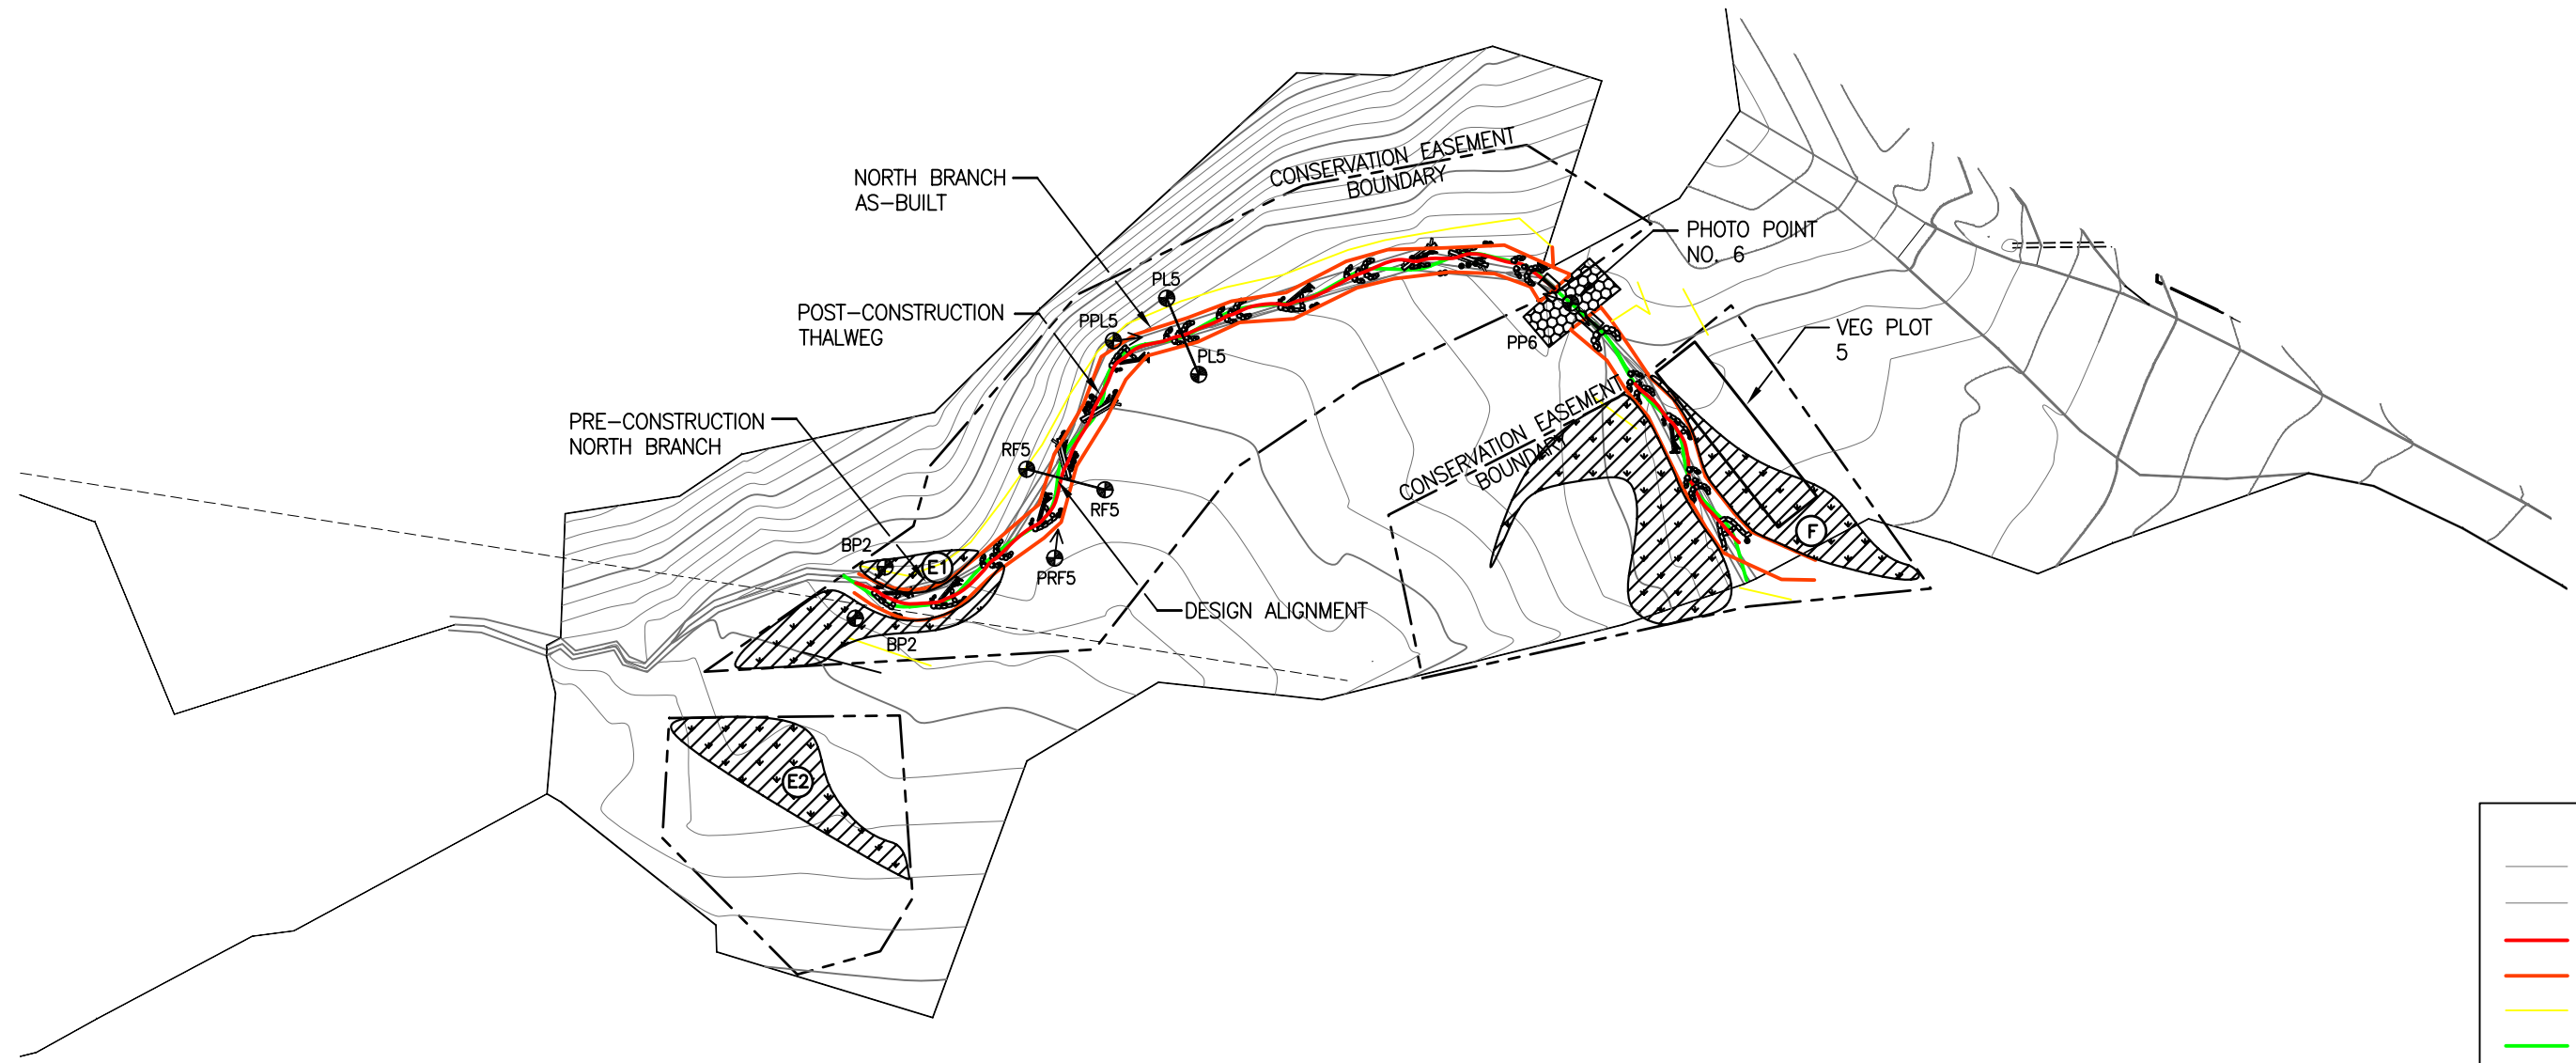 CONSERVATION EASEMENT
BOUNDARY
NORTH BRANCH
AS-BUILT
PHOTO POINT
NO. 6
PL5
POST-CONSTRUCTION
THALWEG
PPL5
PP6
VEG PLOT
5
PL5
CONSERVATION EASEMENT
BOUNDARY
PRE-CONSTRUCTION
NORTH BRANCH
RF5
RF5
F
BP2
E1
PRF5
DESIGN ALIGNMENT
BP2
E2